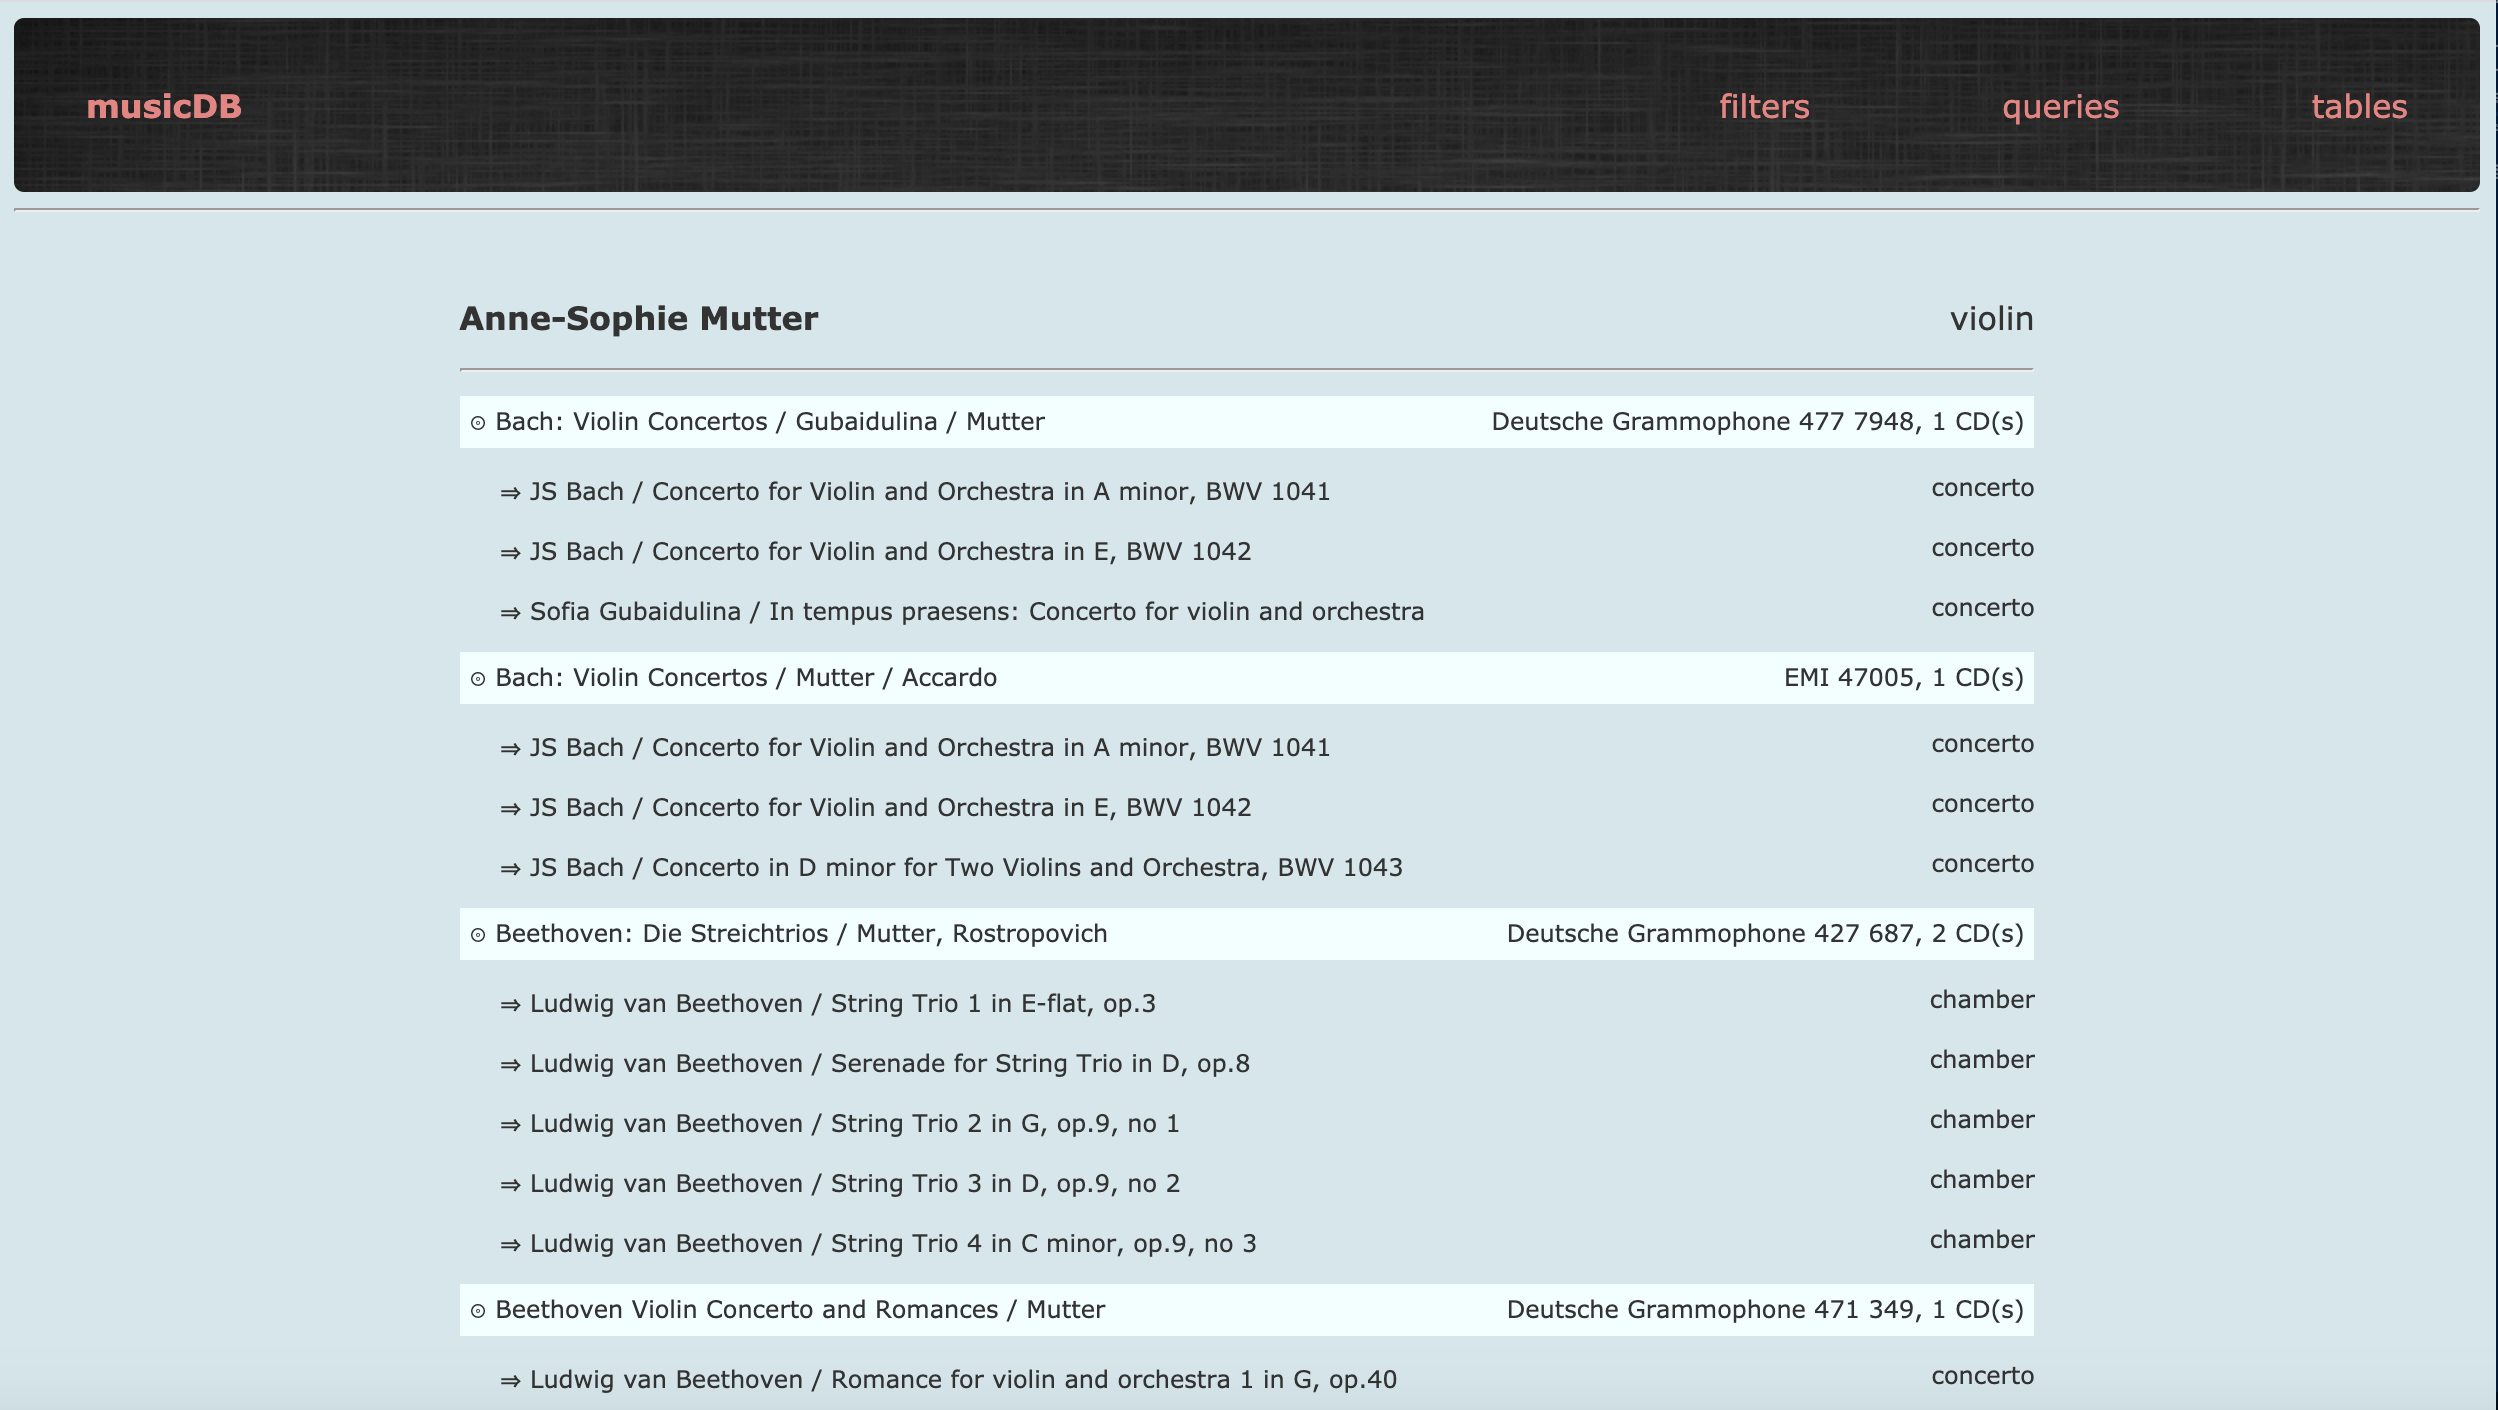 musicDB filters queries tables
Anne-Sophie Mutter violin
⊙ Bach: Violin Concertos / Gubaidulina / Mutter Deutsche Grammophone 477 7948, 1 CD(s)
⇒ JS Bach / Concerto for Violin and Orchestra in A minor, BWV 1041 concerto
⇒ JS Bach / Concerto for Violin and Orchestra in E, BWV 1042 concerto
⇒ Sofia Gubaidulina / In tempus praesens: Concerto for violin and orchestra concerto
⊙ Bach: Violin Concertos / Mutter / Accardo EMI 47005, 1 CD(s)
⇒ JS Bach / Concerto for Violin and Orchestra in A minor, BWV 1041 concerto
⇒ JS Bach / Concerto for Violin and Orchestra in E, BWV 1042 concerto
⇒ JS Bach / Concerto in D minor for Two Violins and Orchestra, BWV 1043 concerto
⊙ Beethoven: Die Streichtrios / Mutter, Rostropovich Deutsche Grammophone 427 687, 2 CD(s)
⇒ Ludwig van Beethoven / String Trio 1 in E-flat, op.3 chamber
⇒ Ludwig van Beethoven / Serenade for String Trio in D, op.8 chamber
⇒ Ludwig van Beethoven / String Trio 2 in G, op.9, no 1 chamber
⇒ Ludwig van Beethoven / String Trio 3 in D, op.9, no 2 chamber
⇒ Ludwig van Beethoven / String Trio 4 in C minor, op.9, no 3 chamber
⊙ Beethoven Violin Concerto and Romances / Mutter Deutsche Grammophone 471 349, 1 CD(s)
⇒ Ludwig van Beethoven / Romance for violin and orchestra 1 in G, op.40 concerto